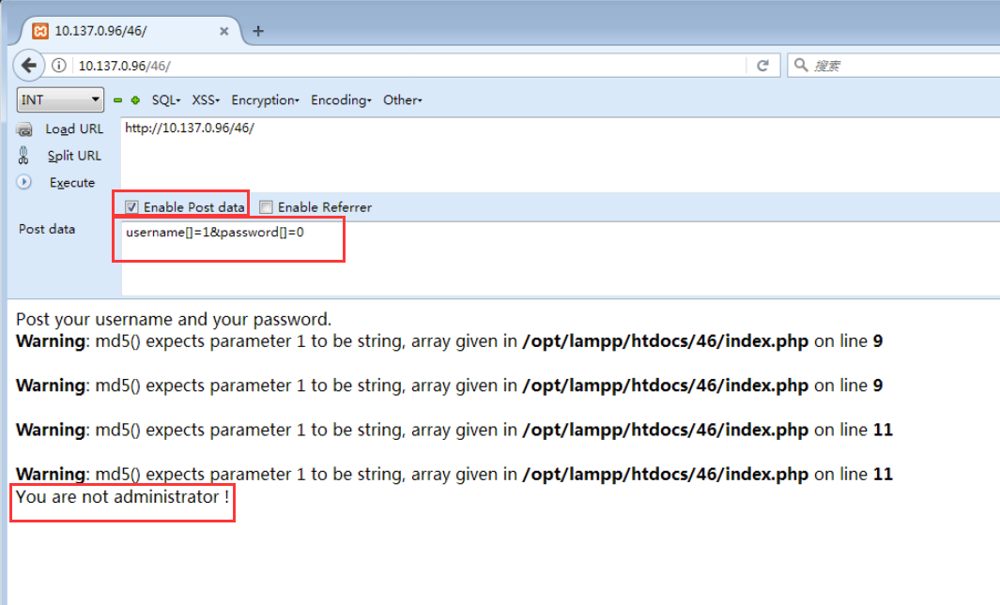 10.137.0.96/46/
10.137.0.96/46/ 搜索
INT SQL XSS Encryption Encoding Other
Load URL http://10.137.0.96/46/
Split URL
Execute
Enable Post data Enable Referrer
Post data username[]=1&password[]=0
Post your username and your password.
Warning: md5() expects parameter 1 to be string, array given in /opt/lampp/htdocs/46/index.php on line 9
Warning: md5() expects parameter 1 to be string, array given in /opt/lampp/htdocs/46/index.php on line 9
Warning: md5() expects parameter 1 to be string, array given in /opt/lampp/htdocs/46/index.php on line 11
Warning: md5() expects parameter 1 to be string, array given in /opt/lampp/htdocs/46/index.php on line 11
You are not administrator !